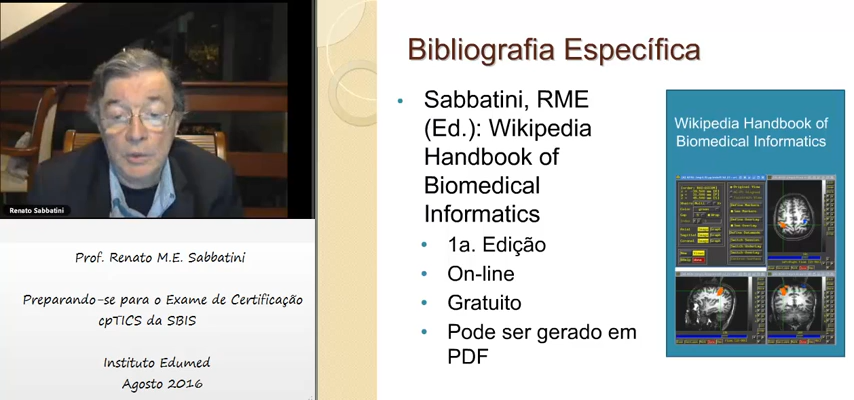 Renato Sabbatini
Prof. Renato M.E. Sabbatini
Preparando-se para o Exame de Certificação
cpTICS da SBIS
Instituto Edumed
Agosto 2016
Bibliografia Específica
Sabbatini, RME
(Ed.): Wikipedia
Handbook of
Biomedical
Informatics
1a. Edição
On-line
Gratuito
Pode ser gerado em
PDF
Wikipedia Handbook of
Biomedical Informatics